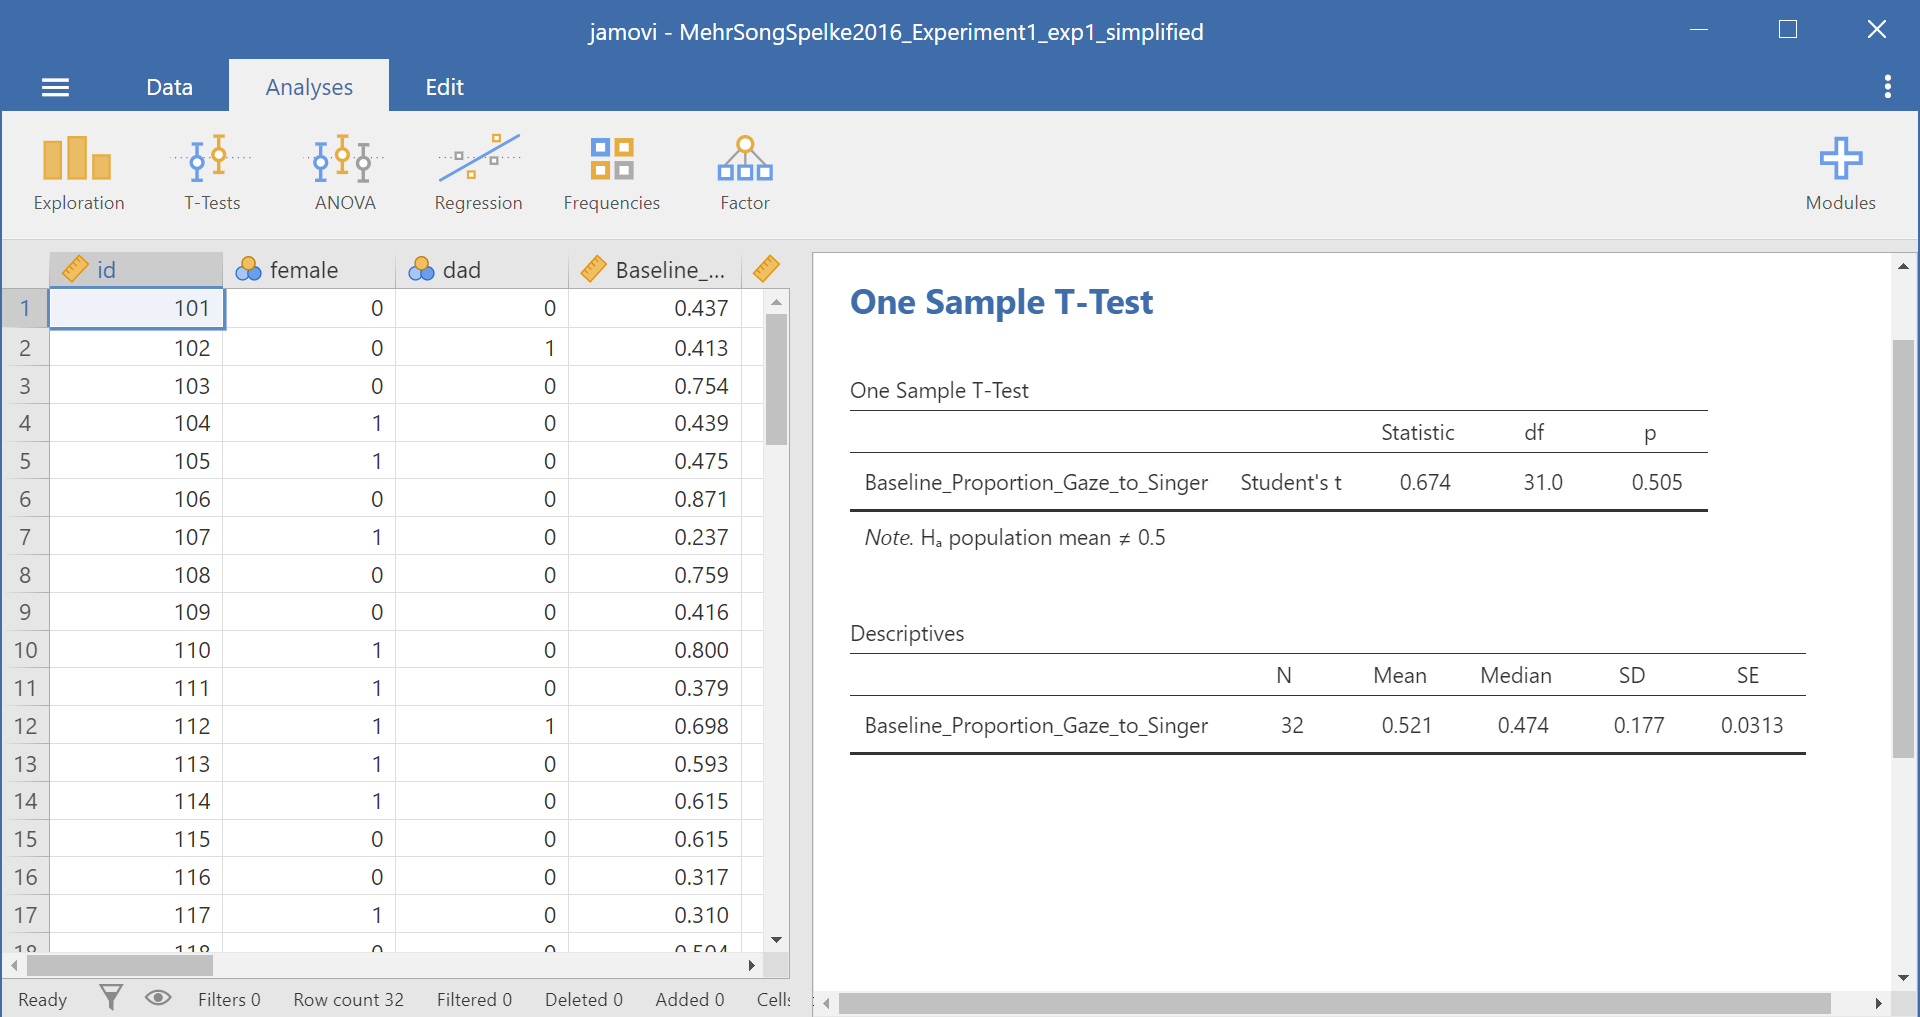 jamovi - MehrSongSpelke2016_Experiment1_exp1_simplified
Data Analyses Edit
Exploration T-Tests ANOVA Regression Frequencies Factor Modules
id female dad Baseline_...
1 101 0 0 0.437
2 102 0 1 0.413
3 103 0 0 0.754
4 104 1 0 0.439
5 105 1 0 0.475
6 106 0 0 0.871
7 107 1 0 0.237
8 108 0 0 0.759
9 109 0 0 0.416
10 110 1 0 0.800
11 111 1 0 0.379
12 112 1 1 0.698
13 113 1 0 0.593
14 114 1 0 0.615
15 115 0 0 0.615
16 116 0 0 0.317
17 117 1 0 0.310
18 118 0 0 0.504
Ready Filters 0 Row count 32 Filtered 0 Deleted 0 Added 0 Cells
One Sample T-Test
One Sample T-Test
Statistic df p
Baseline_Proportion_Gaze_to_Singer Student's t 0.674 31.0 0.505
Note. Hₐ population mean ≠ 0.5
Descriptives
N Mean Median SD SE
Baseline_Proportion_Gaze_to_Singer 32 0.521 0.474 0.177 0.0313